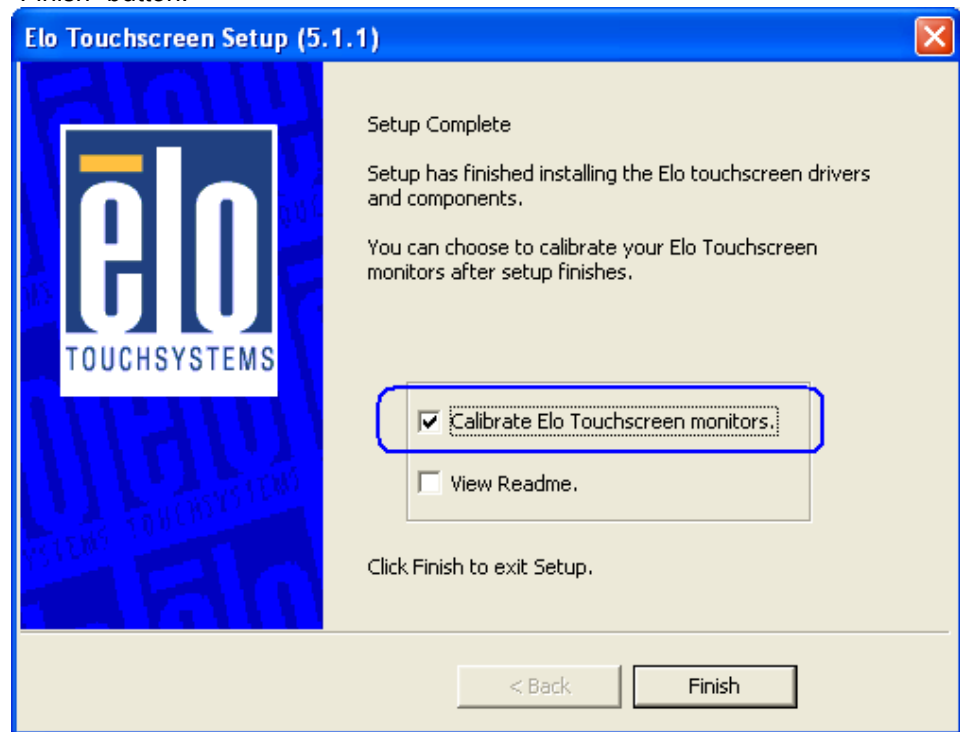 Elo Touchscreen Setup (5.1.1)
elo
TOUCHSYSTEMS
Setup Complete
Setup has finished installing the Elo touchscreen drivers
and components.
You can choose to calibrate your Elo Touchscreen
monitors after setup finishes.
Calibrate Elo Touchscreen monitors.
View Readme.
Click Finish to exit Setup.
< Back
Finish